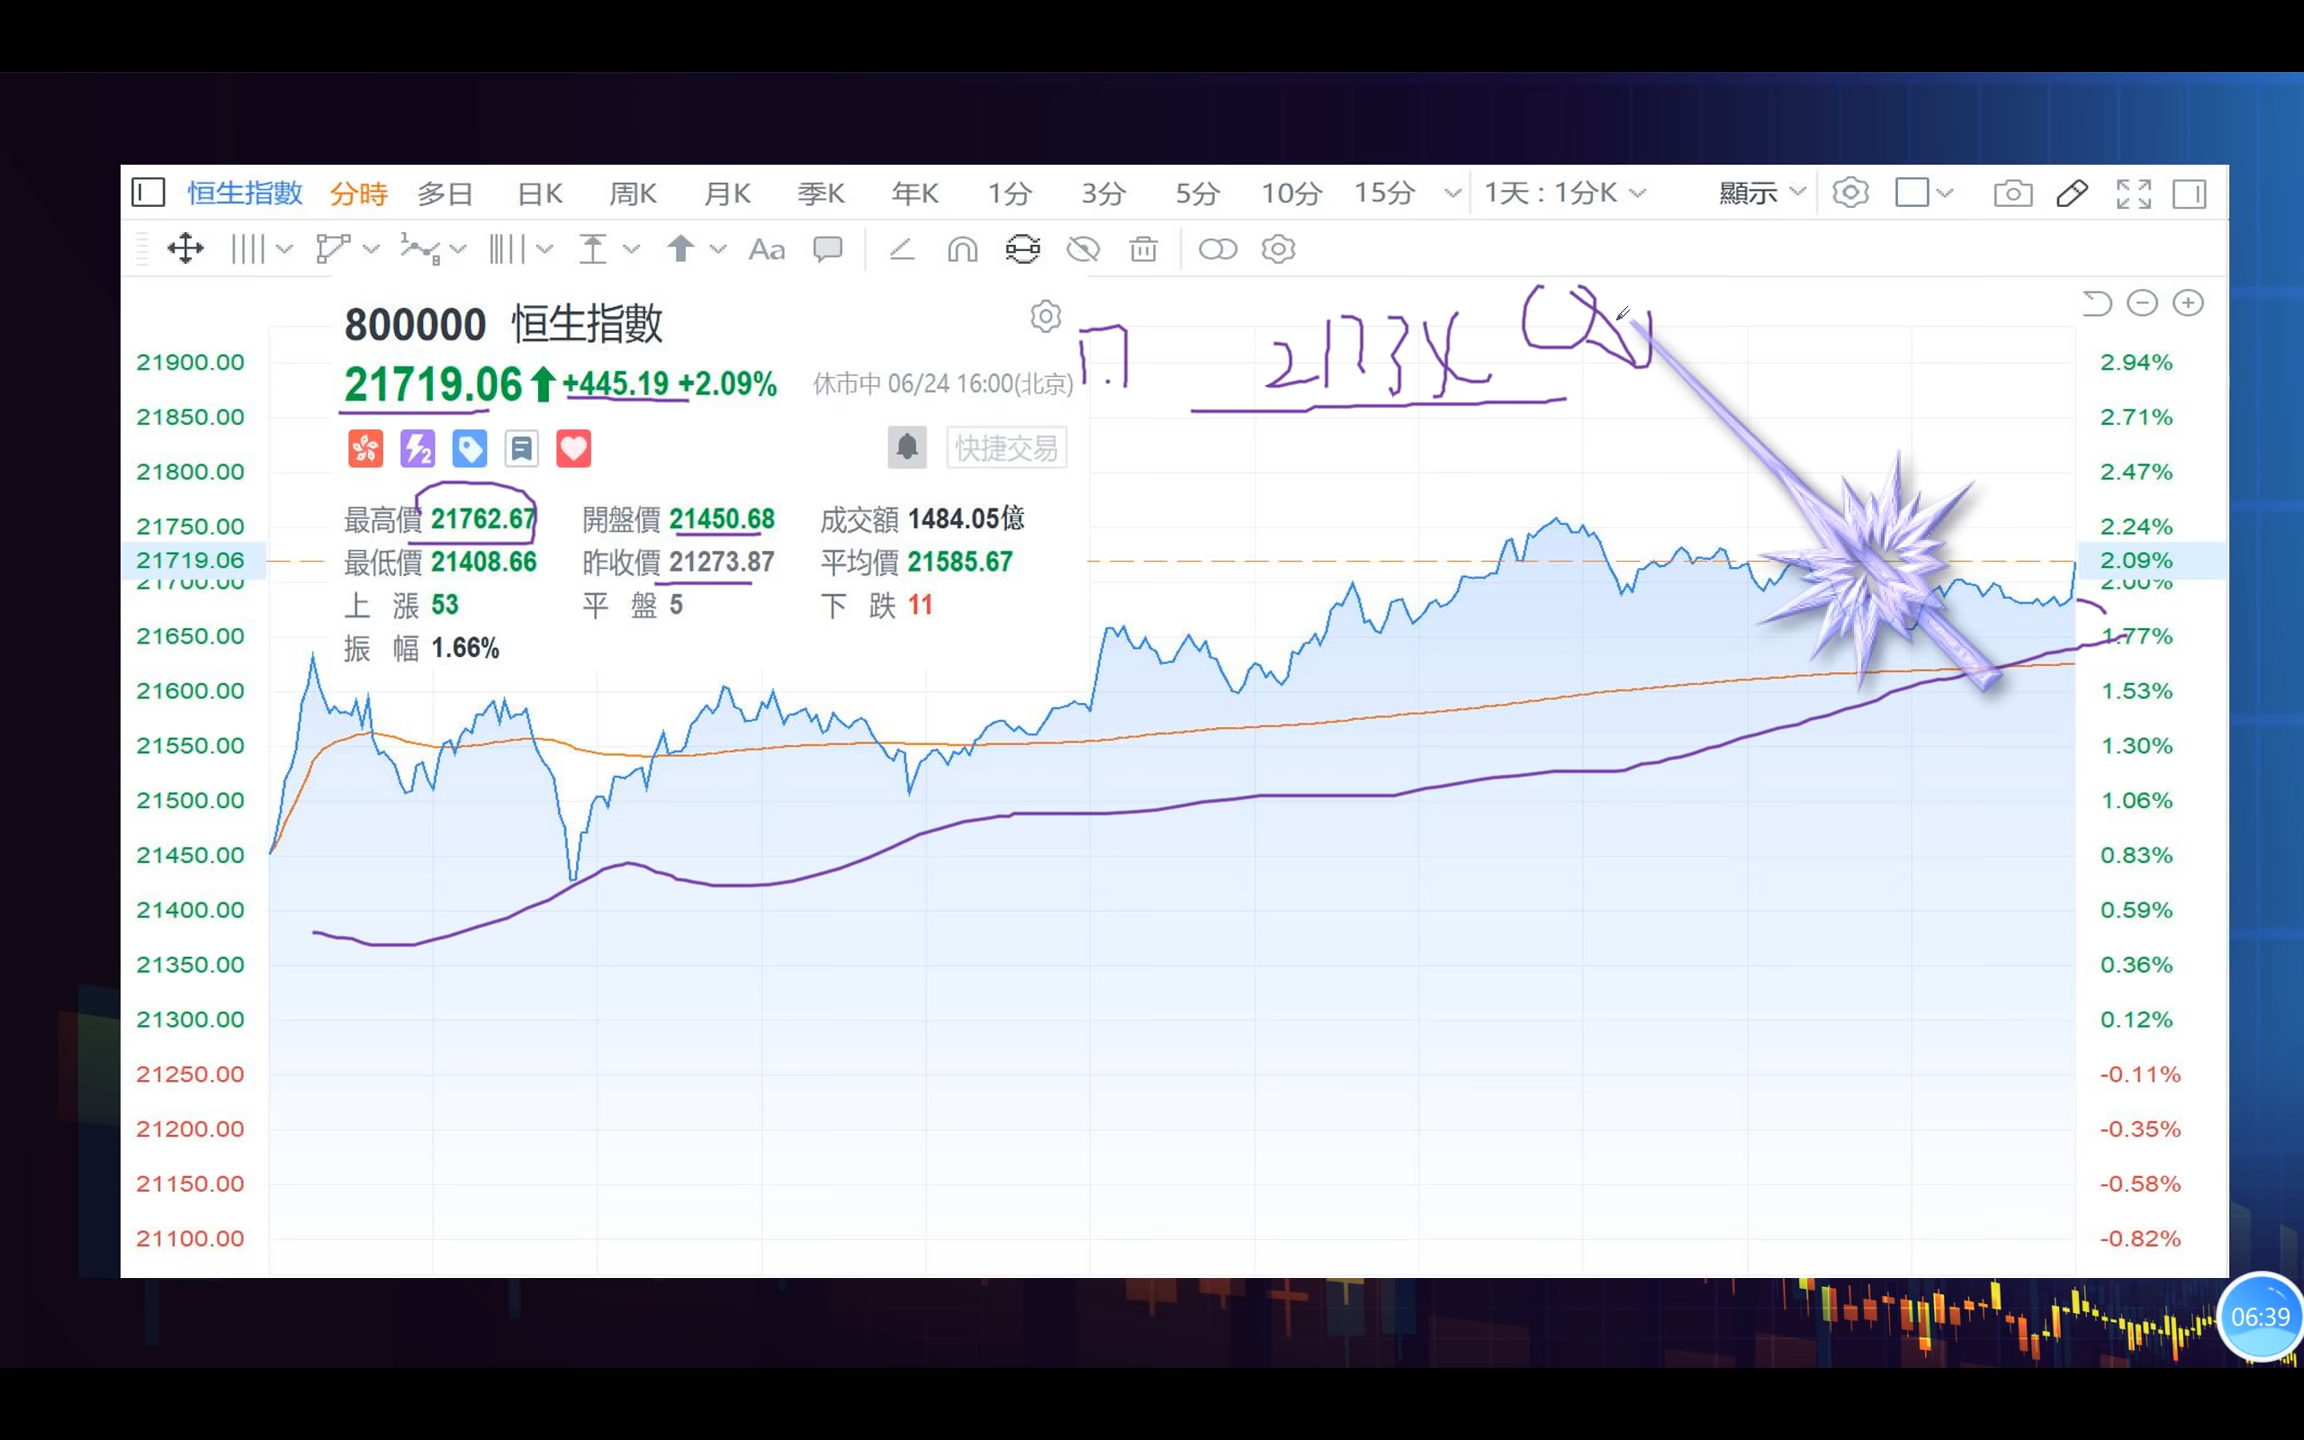 恒生指數 分時 多日 日K 周K 月K 季K 年K 1分 3分 5分 10分 15分 1天 : 1分K 顯示
Aa
800000 恒生指數
21719.06 +445.19 +2.09% 休市中 06/24 16:00(北京)
快捷交易
最高價 21762.67 開盤價 21450.68 成交額 1484.05億
最低價 21408.66 昨收價 21273.87 平均價 21585.67
上漲 53 平盤 5 下跌 11
振幅 1.66%
21900.00 2.94%
21850.00 2.71%
21800.00 2.47%
21750.00 2.24%
21719.06 2.09%
21700.00 2.00%
21650.00 1.77%
21600.00 1.53%
21550.00 1.30%
21500.00 1.06%
21450.00 0.83%
21400.00 0.59%
21350.00 0.36%
21300.00 0.12%
21250.00 -0.11%
21200.00 -0.35%
21150.00 -0.58%
21100.00 -0.82%
06:39